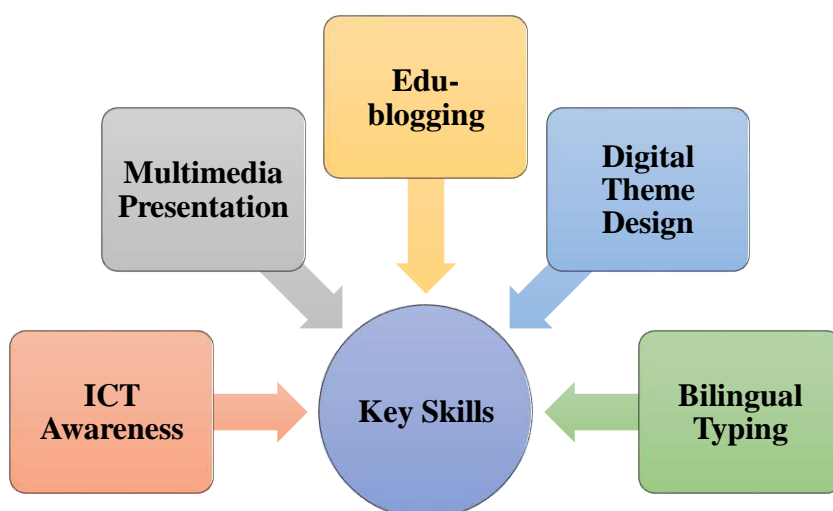 Edu-
blogging
Multimedia
Presentation
Digital
Theme
Design
ICT
Awareness
Key Skills
Bilingual
Typing